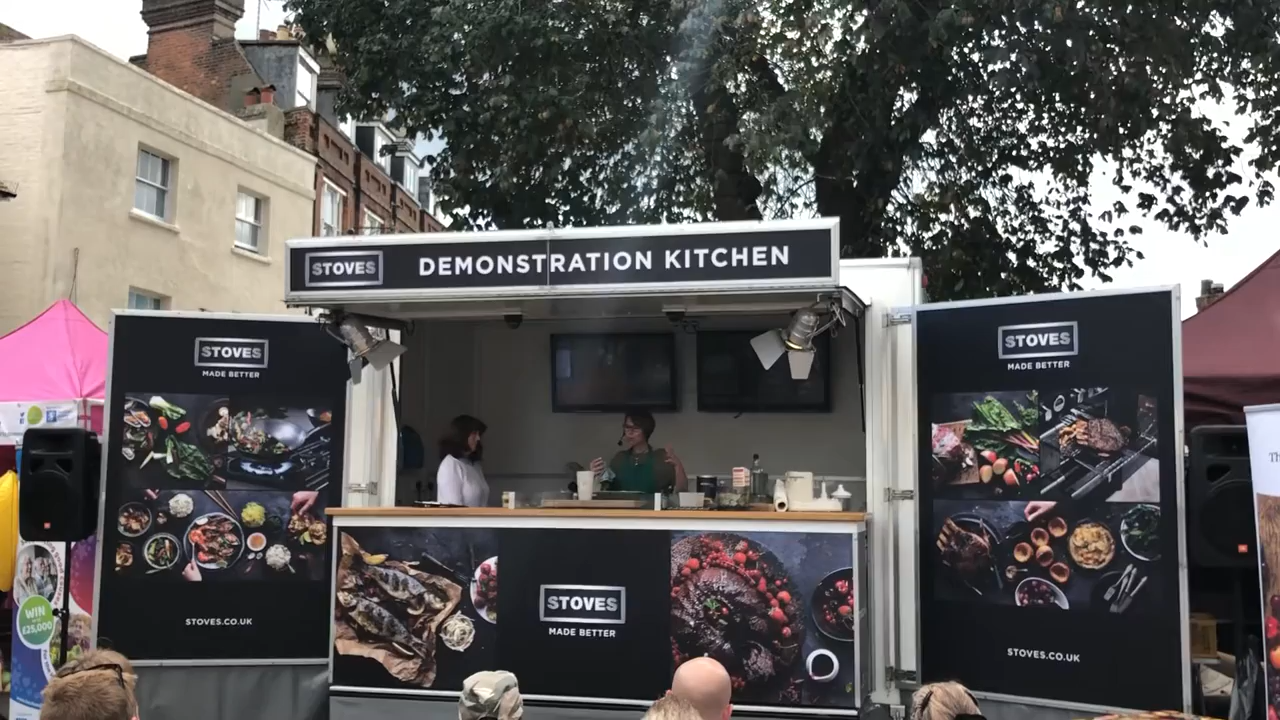 STOVES
DEMONSTRATION KITCHEN
STOVES
MADE BETTER
STOVES.CO.UK
STOVES
MADE BETTER
STOVES
MADE BETTER
STOVES.CO.UK
WIN
£25,000
Th